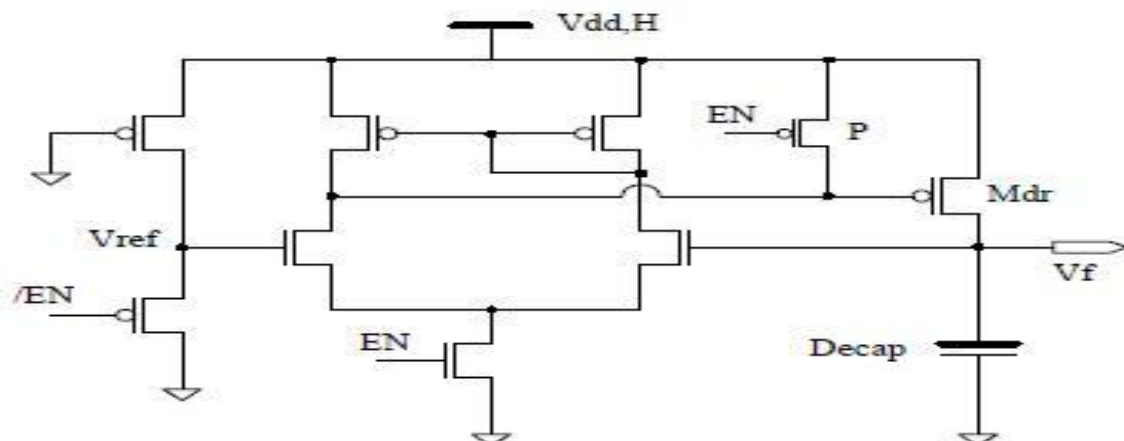 Vdd,H
EN
P
Mdr
Vref
Vf
/EN
EN
Decap